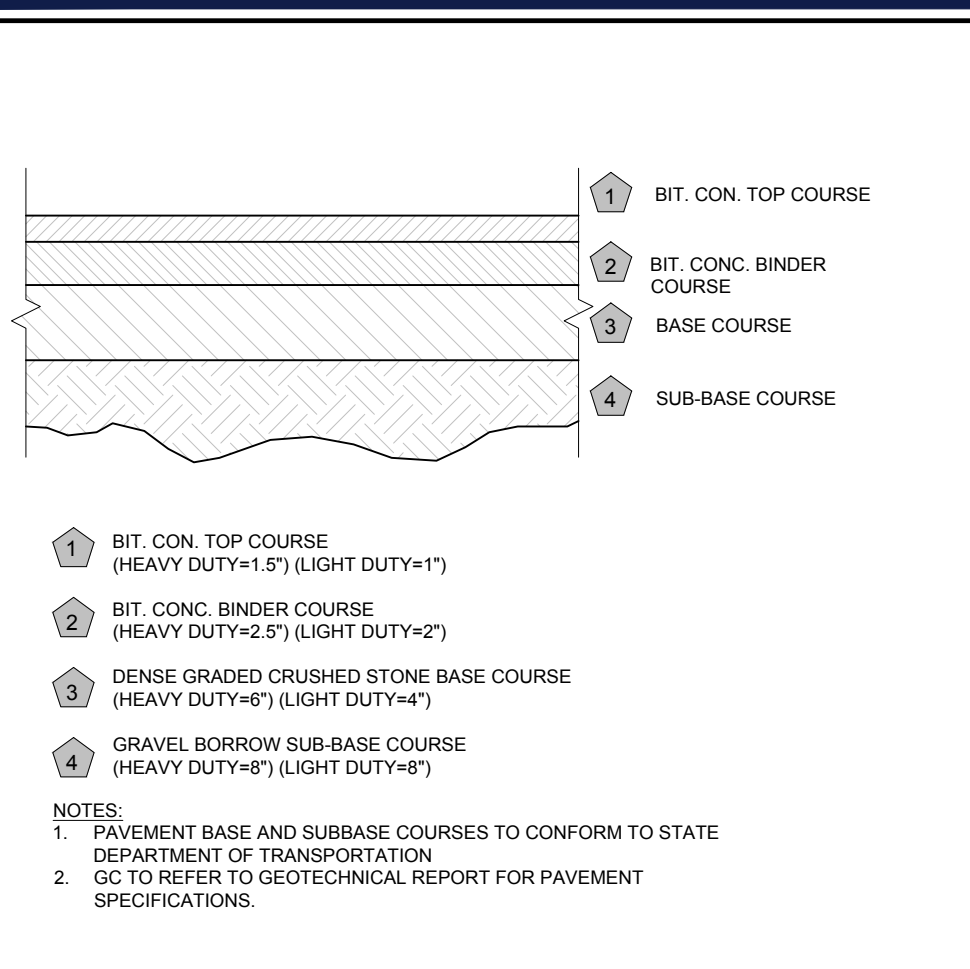 1 BIT. CON. TOP COURSE
2 BIT. CONC. BINDER
COURSE
3 BASE COURSE
4 SUB-BASE COURSE
1 BIT. CON. TOP COURSE
(HEAVY DUTY=1.5") (LIGHT DUTY=1")
2 BIT. CONC. BINDER COURSE
(HEAVY DUTY=2.5") (LIGHT DUTY=2")
3 DENSE GRADED CRUSHED STONE BASE COURSE
(HEAVY DUTY=6") (LIGHT DUTY=4")
4 GRAVEL BORROW SUB-BASE COURSE
(HEAVY DUTY=8") (LIGHT DUTY=8")
NOTES:
1. PAVEMENT BASE AND SUBBASE COURSES TO CONFORM TO STATE
DEPARTMENT OF TRANSPORTATION
2. GC TO REFER TO GEOTECHNICAL REPORT FOR PAVEMENT
SPECIFICATIONS.